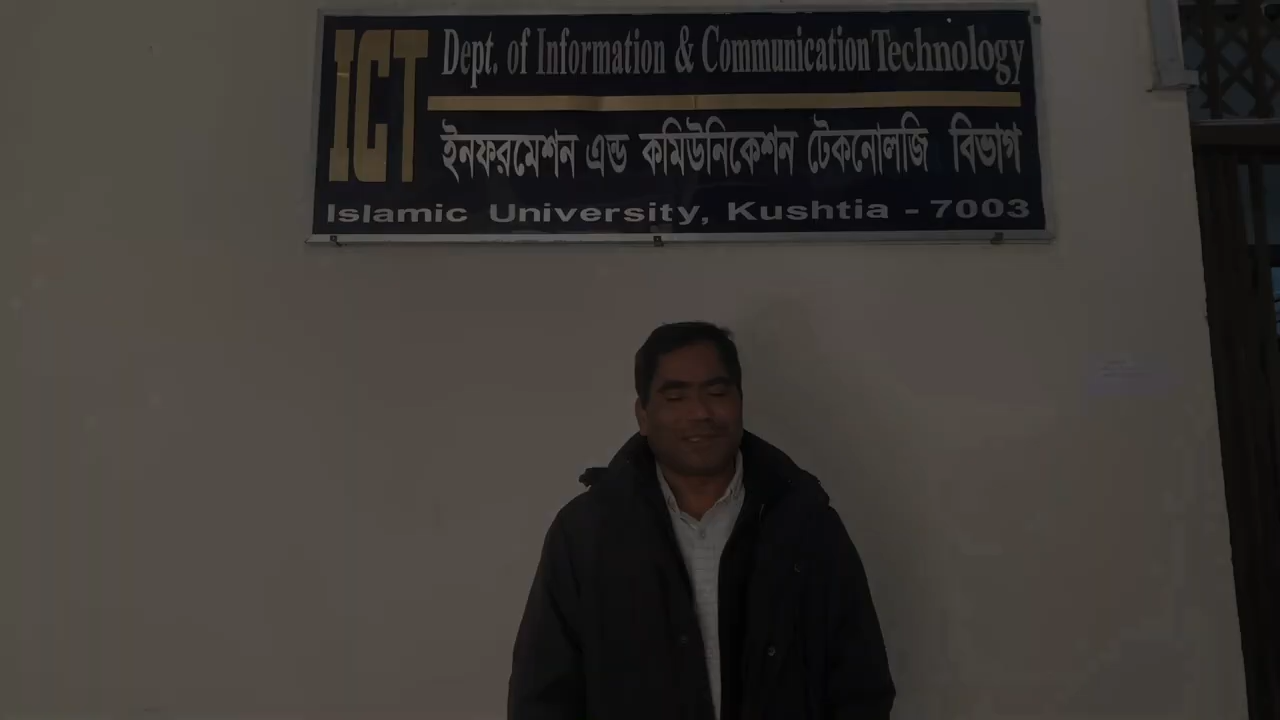 ICT
Dept. of Information & Communication Technology
ইনফরমেশন এন্ড কমিউনিকেশন টেকনোলজি বিভাগ
Islamic University, Kushtia - 7003